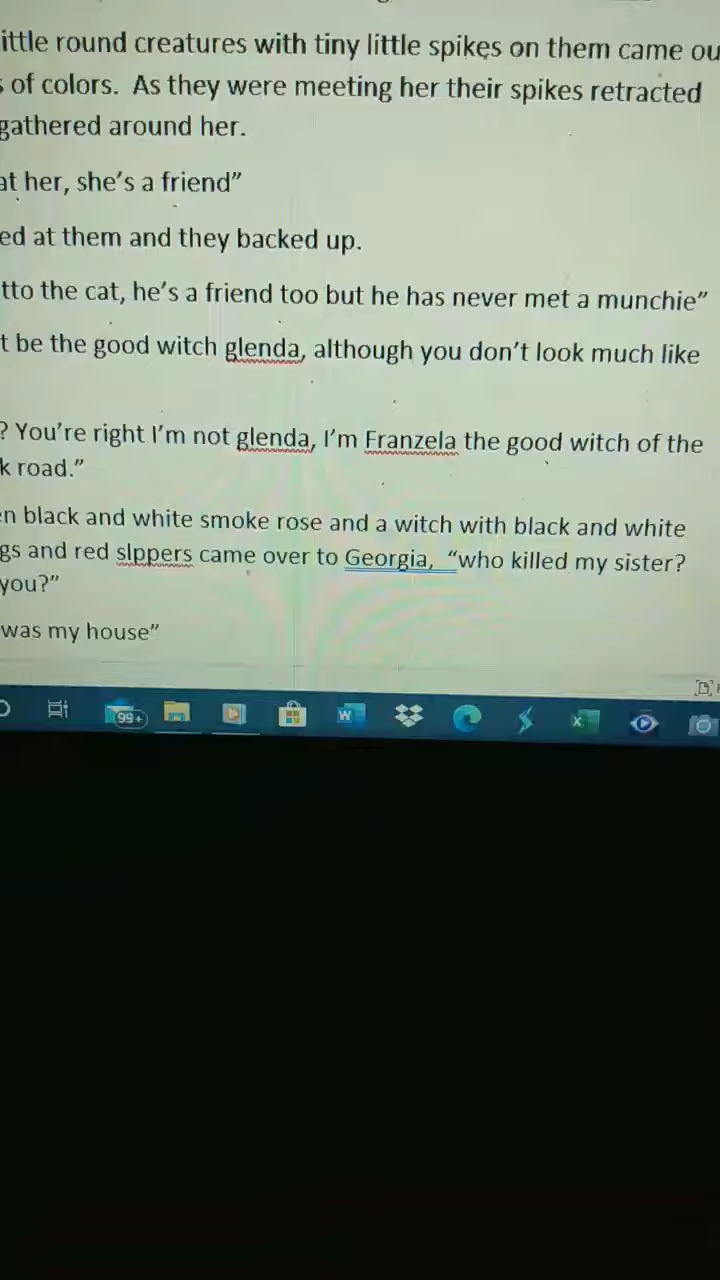 ittle round creatures with tiny little spikes on them came ou
s of colors. As they were meeting her their spikes retracted
gathered around her.
at her, she’s a friend”
ed at them and they backed up.
tto the cat, he’s a friend too but he has never met a munchie”
t be the good witch glenda, although you don’t look much like
? You’re right I’m not glenda, I’m Franzela the good witch of the
k road.”
en black and white smoke rose and a witch with black and white
gs and red slppers came over to Georgia, “who killed my sister?
you?”
was my house”
99+